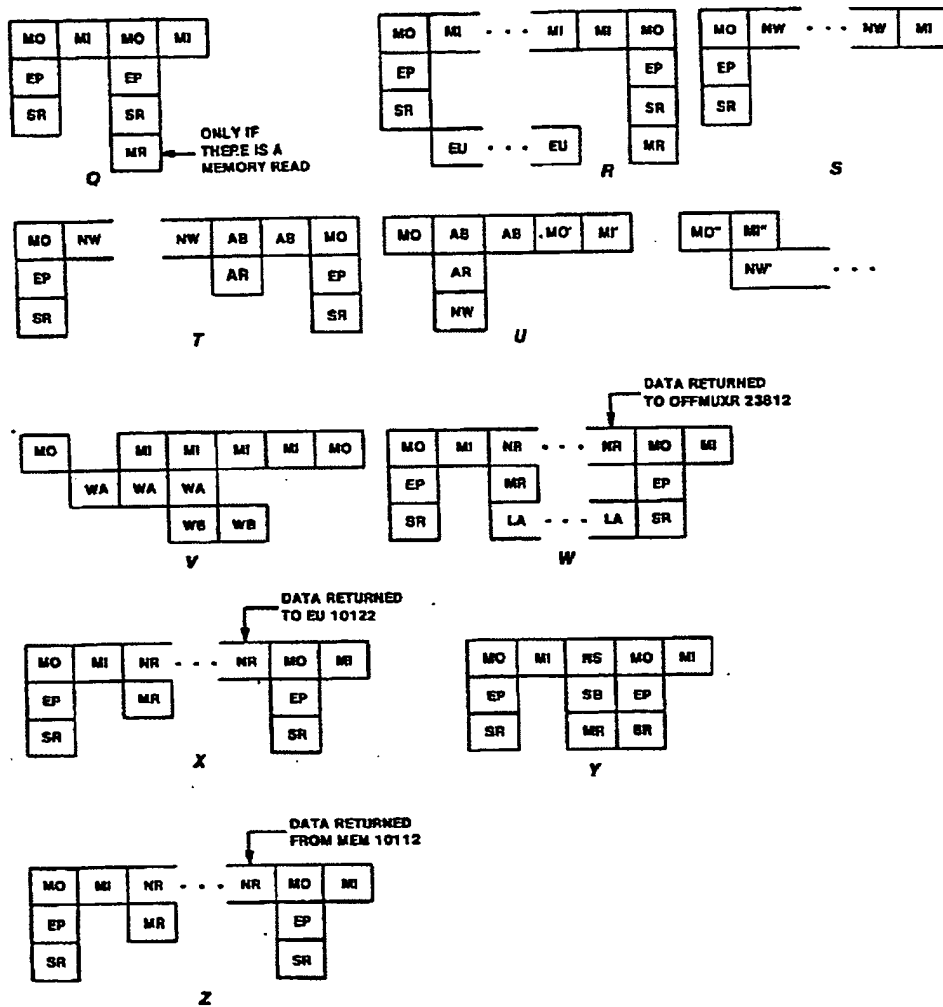 MO MI MO MI
EP EP
SR SR
MR
ONLY IF
THERE IS A
MEMORY READ
Q
MO MI · · · MI MI MO
EP EP
SR SR
EU · · · EU MR
R
MO NW · · · NW MI
EP
SR
S
MO NW NW AB AB MO
EP AR EP
SR SR
T
MO AB AB MO' MI'
AR
NW
U
MO" MI"
NW' · · ·
V
MO MI MI MI MI MO
WA WA WA
WB WB
DATA RETURNED
TO OFFMUXR 23812
MO MI NR · · · NR MO MI
EP MR EP
SR LA · · · LA SR
W
DATA RETURNED
TO EU 10122
MO MI NR · · · NR MO MI
EP MR EP
SR SR
X
MO MI NS MO MI
EP SB EP
SR MR SR
Y
DATA RETURNED
FROM MEM 10112
MO MI NR · · · NR MO MI
EP MR EP
SR SR
Z